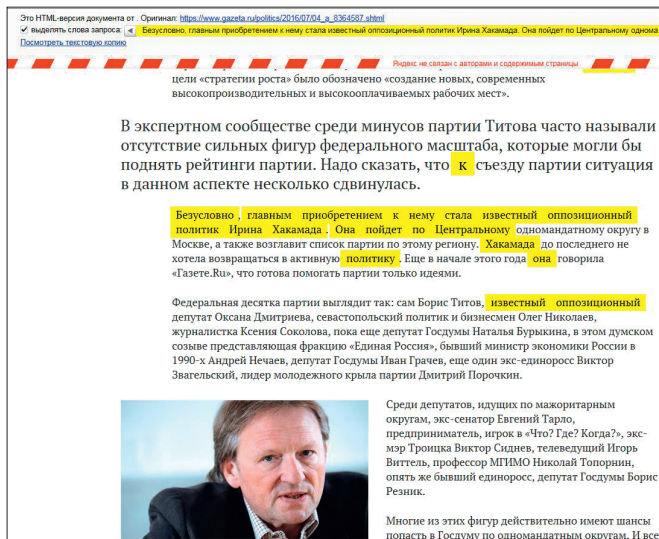 Это HTML-версия документа от . Оригинал: https://www.gazeta.ru/politics/2016/07/04_a_8364587.shtml
выделять слова запроса: Безусловно, главным приобретением к нему стала известный оппозиционный политик Ирина Хакамада. Она пойдет по Центральному однома
Посмотреть текстовую копию
Яндекс не связан с авторами и содержимым страницы
цели «стратегии роста» было обозначено «создание новых, современных
высокопроизводительных и высокооплачиваемых рабочих мест».
В экспертном сообществе среди минусов партии Титова часто называли
отсутствие сильных фигур федерального масштаба, которые могли бы
поднять рейтинги партии. Надо сказать, что к съезду партии ситуация
в данном аспекте несколько сдвинулась.
Безусловно, главным приобретением к нему стала известный оппозиционный
политик Ирина Хакамада. Она пойдет по Центральному одномандатному округу в
Москве, а также возглавит список партии по этому региону. Хакамада до последнего не
хотела возвращаться в активную политику. Еще в начале этого года она говорила
«Газете.Ru», что готова помогать партии только идеями.
Федеральная десятка партии выглядит так: сам Борис Титов, известный оппозиционный
депутат Оксана Дмитриева, севастопольский политик и бизнесмен Олег Николаев,
журналистка Ксения Соколова, пока еще депутат Госдумы Наталья Бурыкина, в этом думском
созыве представляющая фракцию «Единая Россия», бывший министр экономики России в
1990-х Андрей Нечаев, депутат Госдумы Иван Грачев, еще один экс-единоросс Виктор
Звагельский, лидер молодежного крыла партии Дмитрий Порочкин.
Среди депутатов, идущих по мажоритарным
округам, экс-сенатор Евгений Тарло,
предприниматель, игрок в «Что? Где? Когда?», экс-
мэр Троицка Виктор Сиднев, телеведущий Игорь
Виттель, профессор МГИМО Николай Топорнин,
опять же бывший единоросс, депутат Госдумы Борис
Резник.
Многие из этих фигур действительно имеют шансы
попасть в Госдуму по одномандатным округам. И все